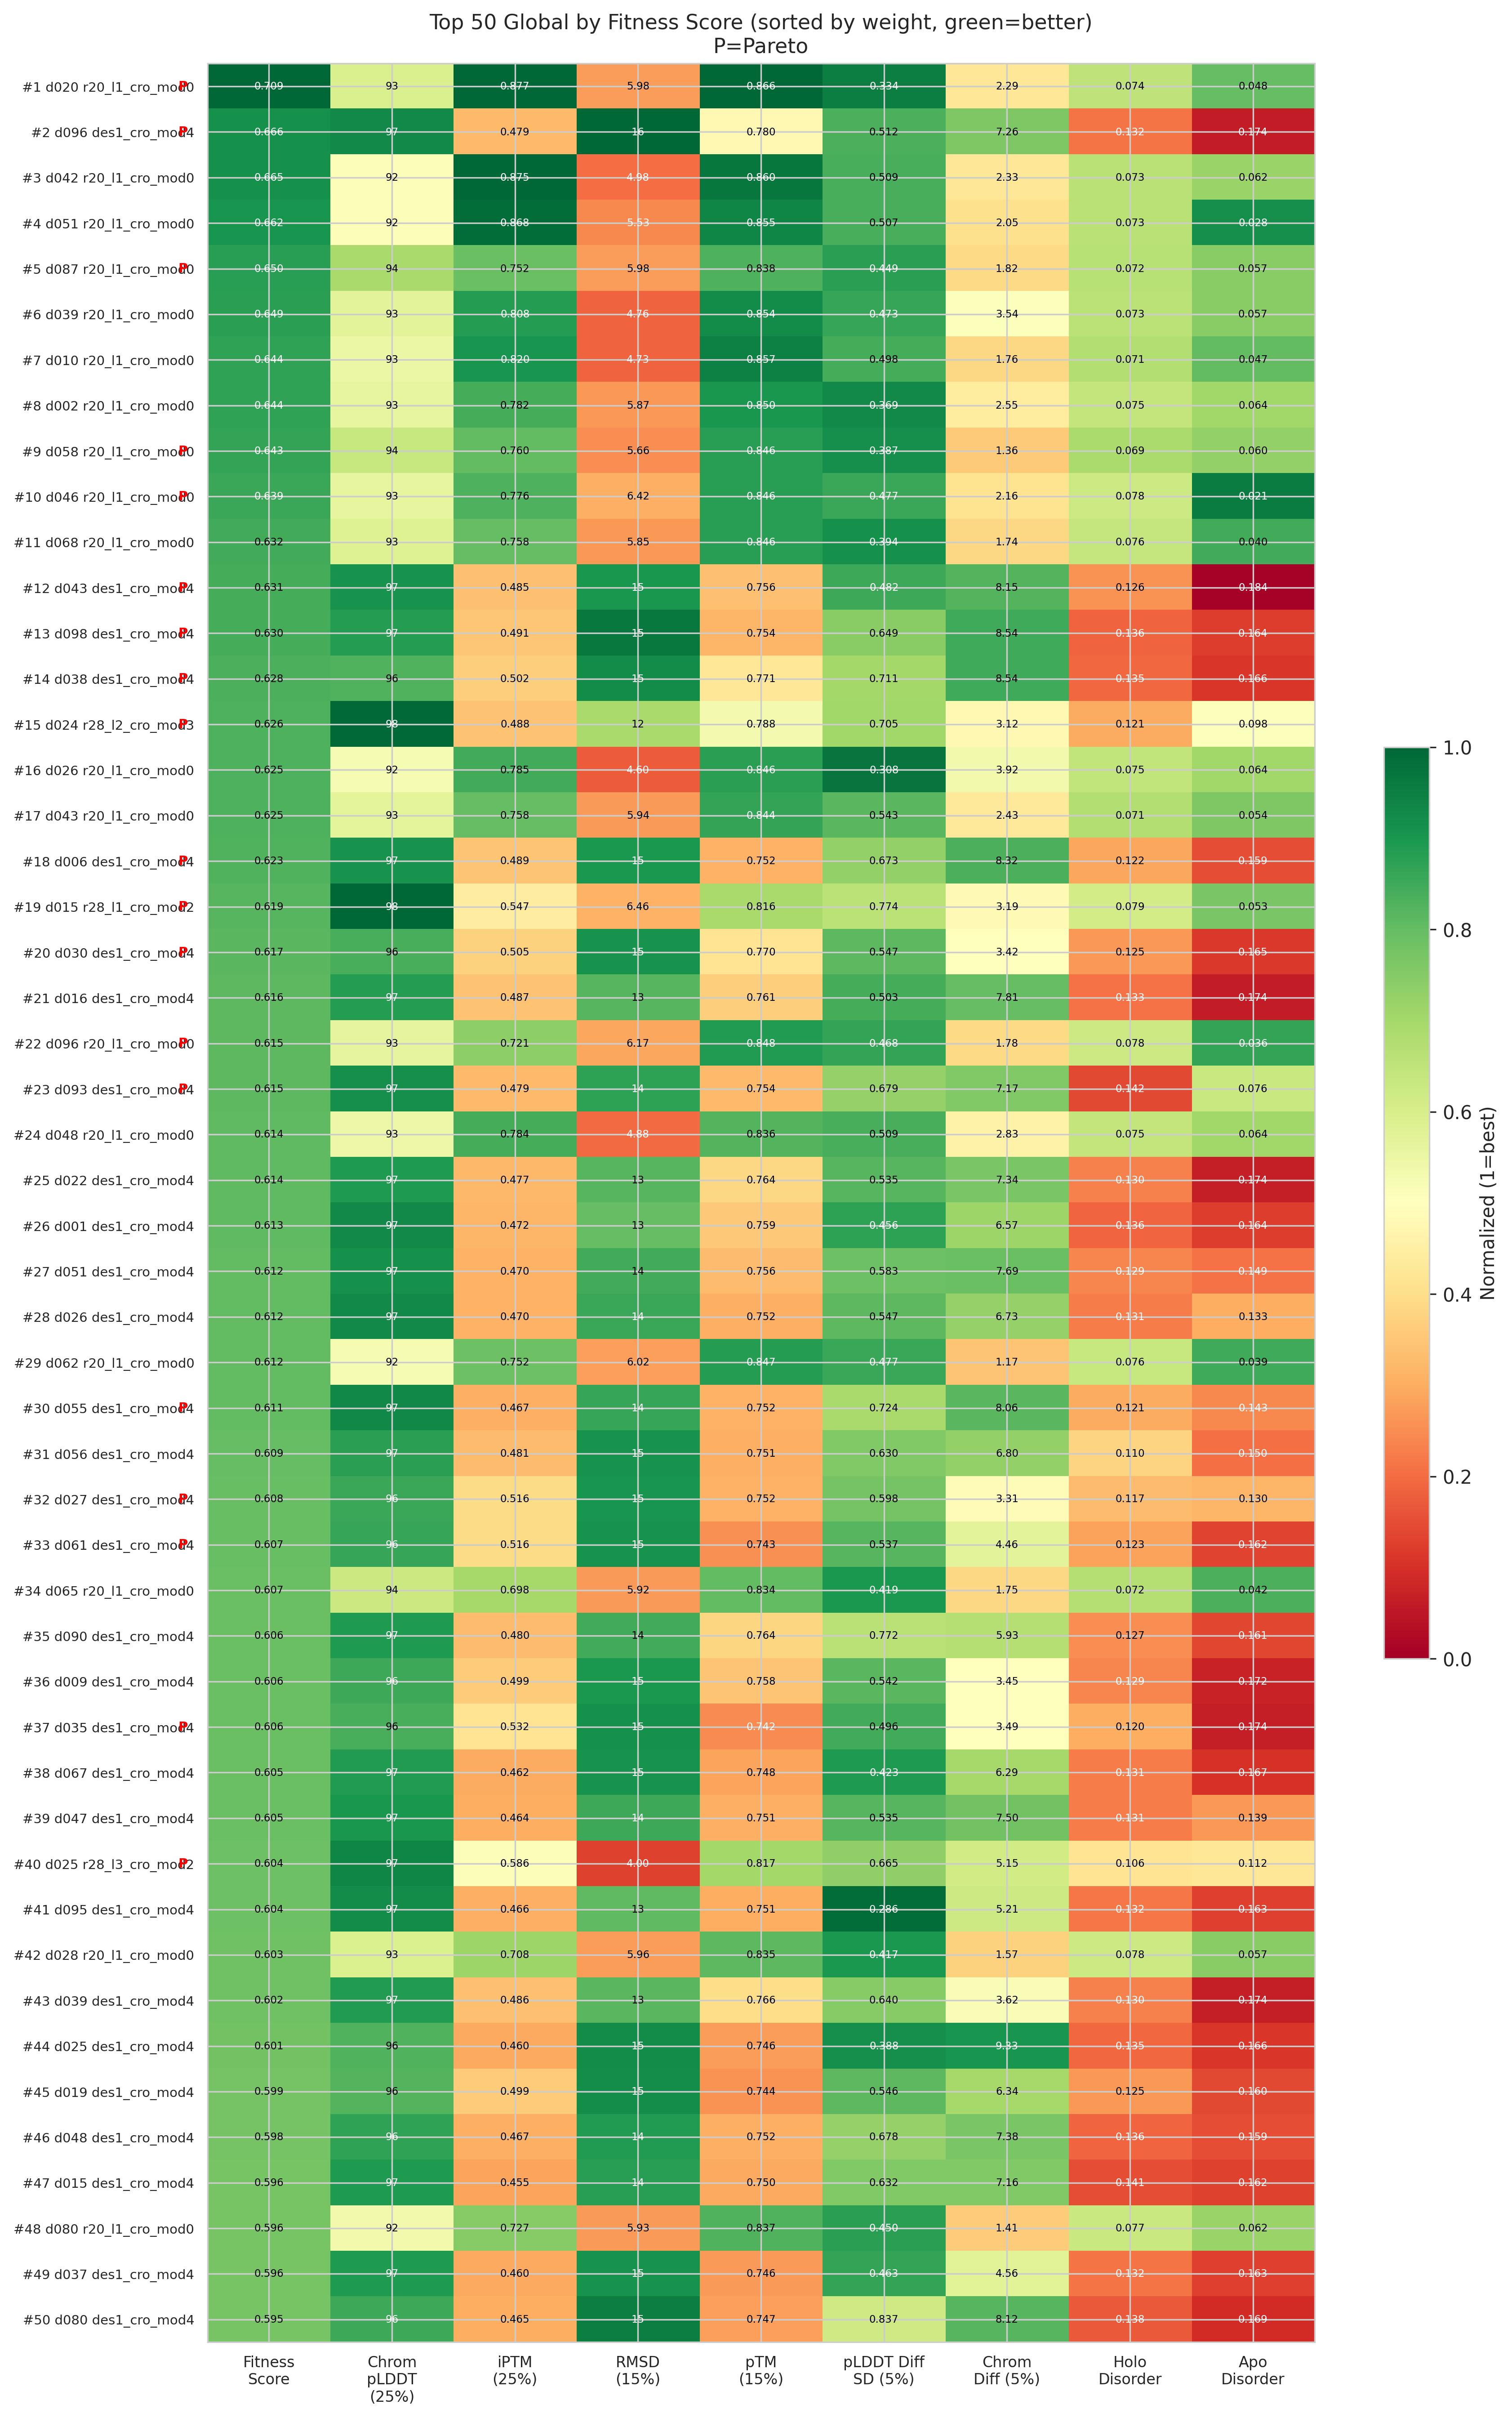 Top 50 Global by Fitness Score (sorted by weight, green=better)
P=Pareto
#1 d020 r20_l1_cro_mod0 P 0.709 93 0.877 5.98 0.866 0.334 2.29 0.074 0.048
#2 d096 des1_cro_mod4 P 0.666 97 0.479 16 0.780 0.512 7.26 0.132 0.174
#3 d042 r20_l1_cro_mod0 0.665 92 0.875 4.98 0.860 0.509 2.33 0.073 0.062
#4 d051 r20_l1_cro_mod0 0.662 92 0.868 5.53 0.855 0.507 2.05 0.073 0.028
#5 d087 r20_l1_cro_mod0 P 0.650 94 0.752 5.98 0.838 0.449 1.82 0.072 0.057
#6 d039 r20_l1_cro_mod0 0.649 93 0.808 4.76 0.854 0.473 3.54 0.073 0.057
#7 d010 r20_l1_cro_mod0 0.644 93 0.820 4.73 0.857 0.498 1.76 0.071 0.047
#8 d002 r20_l1_cro_mod0 0.644 93 0.782 5.87 0.850 0.369 2.55 0.075 0.064
#9 d058 r20_l1_cro_mod0 P 0.643 94 0.760 5.66 0.846 0.387 1.36 0.069 0.060
#10 d046 r20_l1_cro_mod0 P 0.639 93 0.776 6.42 0.846 0.477 2.16 0.078 0.021
#11 d068 r20_l1_cro_mod0 0.632 93 0.758 5.85 0.846 0.394 1.74 0.076 0.040
#12 d043 des1_cro_mod4 P 0.631 97 0.485 15 0.756 0.482 8.15 0.126 0.184
#13 d098 des1_cro_mod4 P 0.630 97 0.491 15 0.754 0.649 8.54 0.136 0.164
#14 d038 des1_cro_mod4 P 0.628 96 0.502 15 0.771 0.711 8.54 0.135 0.166
#15 d024 r28_l2_cro_mod3 P 0.626 98 0.488 12 0.788 0.705 3.12 0.121 0.098
#16 d026 r20_l1_cro_mod0 0.625 92 0.785 4.60 0.846 0.308 3.92 0.075 0.064
#17 d043 r20_l1_cro_mod0 0.625 93 0.758 5.94 0.844 0.543 2.43 0.071 0.054
#18 d006 des1_cro_mod4 P 0.623 97 0.489 15 0.752 0.673 8.32 0.122 0.159
#19 d015 r28_l1_cro_mod2 P 0.619 98 0.547 6.46 0.816 0.774 3.19 0.079 0.053
#20 d030 des1_cro_mod4 P 0.617 96 0.505 15 0.770 0.547 3.42 0.125 0.165
#21 d016 des1_cro_mod4 0.616 97 0.487 13 0.761 0.503 7.81 0.133 0.174
#22 d096 r20_l1_cro_mod0 P 0.615 93 0.721 6.17 0.848 0.468 1.78 0.078 0.036
#23 d093 des1_cro_mod4 P 0.615 97 0.479 14 0.754 0.679 7.17 0.142 0.076
#24 d048 r20_l1_cro_mod0 0.614 93 0.784 4.88 0.836 0.509 2.83 0.075 0.064
#25 d022 des1_cro_mod4 0.614 97 0.477 13 0.764 0.535 7.34 0.130 0.174
#26 d001 des1_cro_mod4 0.613 97 0.472 13 0.759 0.456 6.57 0.136 0.164
#27 d051 des1_cro_mod4 0.612 97 0.470 14 0.756 0.583 7.69 0.129 0.149
#28 d026 des1_cro_mod4 0.612 97 0.470 14 0.752 0.547 6.73 0.131 0.133
#29 d062 r20_l1_cro_mod0 0.612 92 0.752 6.02 0.847 0.477 1.17 0.076 0.039
#30 d055 des1_cro_mod4 P 0.611 97 0.467 14 0.752 0.724 8.06 0.121 0.143
#31 d056 des1_cro_mod4 0.609 97 0.481 15 0.751 0.630 6.80 0.110 0.150
#32 d027 des1_cro_mod4 P 0.608 96 0.516 15 0.752 0.598 3.31 0.117 0.130
#33 d061 des1_cro_mod4 P 0.607 96 0.516 15 0.743 0.537 4.46 0.123 0.162
#34 d065 r20_l1_cro_mod0 0.607 94 0.698 5.92 0.834 0.419 1.75 0.072 0.042
#35 d090 des1_cro_mod4 0.606 97 0.480 14 0.764 0.772 5.93 0.127 0.161
#36 d009 des1_cro_mod4 0.606 96 0.499 15 0.758 0.542 3.45 0.129 0.172
#37 d035 des1_cro_mod4 P 0.606 96 0.532 15 0.742 0.496 3.49 0.120 0.174
#38 d067 des1_cro_mod4 0.605 97 0.462 15 0.748 0.423 6.29 0.131 0.167
#39 d047 des1_cro_mod4 0.605 97 0.464 14 0.751 0.535 7.50 0.131 0.139
#40 d025 r28_l3_cro_mod2 P 0.604 97 0.586 4.00 0.817 0.665 5.15 0.106 0.112
#41 d095 des1_cro_mod4 0.604 97 0.466 13 0.751 0.286 5.21 0.132 0.163
#42 d028 r20_l1_cro_mod0 0.603 93 0.708 5.96 0.835 0.417 1.57 0.078 0.057
#43 d039 des1_cro_mod4 0.602 97 0.486 13 0.766 0.640 3.62 0.130 0.174
#44 d025 des1_cro_mod4 0.601 96 0.460 15 0.746 0.388 9.33 0.135 0.166
#45 d019 des1_cro_mod4 0.599 96 0.499 15 0.744 0.546 6.34 0.125 0.160
#46 d048 des1_cro_mod4 0.598 96 0.467 14 0.752 0.678 7.38 0.136 0.159
#47 d015 des1_cro_mod4 0.596 97 0.455 14 0.750 0.632 7.16 0.141 0.162
#48 d080 r20_l1_cro_mod0 0.596 92 0.727 5.93 0.837 0.450 1.41 0.077 0.062
#49 d037 des1_cro_mod4 0.596 97 0.460 15 0.746 0.463 4.56 0.132 0.163
#50 d080 des1_cro_mod4 0.595 96 0.465 15 0.747 0.837 8.12 0.138 0.169
Fitness Chrom iPTM RMSD pTM pLDDT Diff Chrom Holo Apo
Score pLDDT (25%) (15%) (15%) SD (5%) Diff (5%) Disorder Disorder
(25%)
1.0
0.8
0.6
0.4
0.2
0.0
Normalized (1=best)